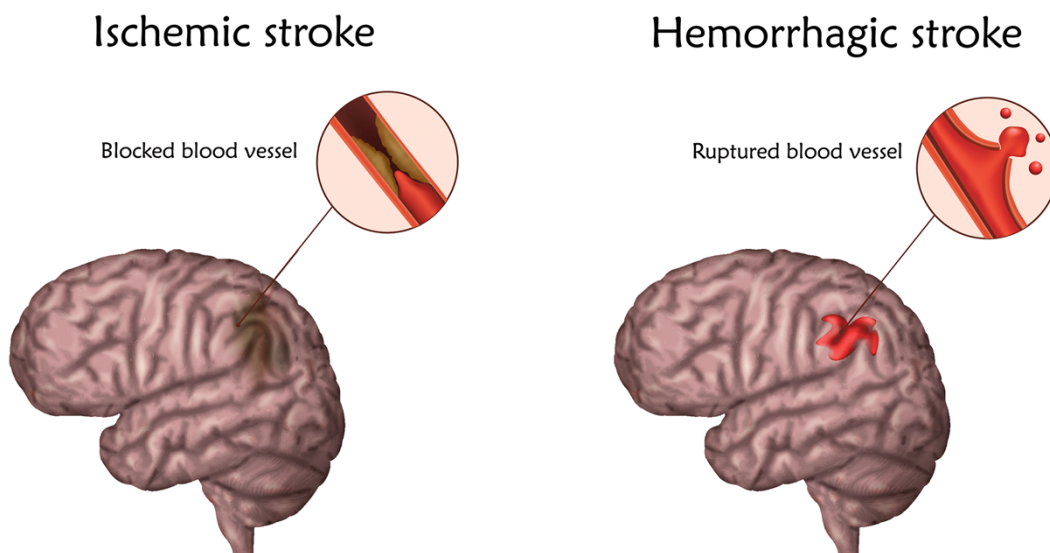 Ischemic stroke
Hemorrhagic stroke
Blocked blood vessel
Ruptured blood vessel